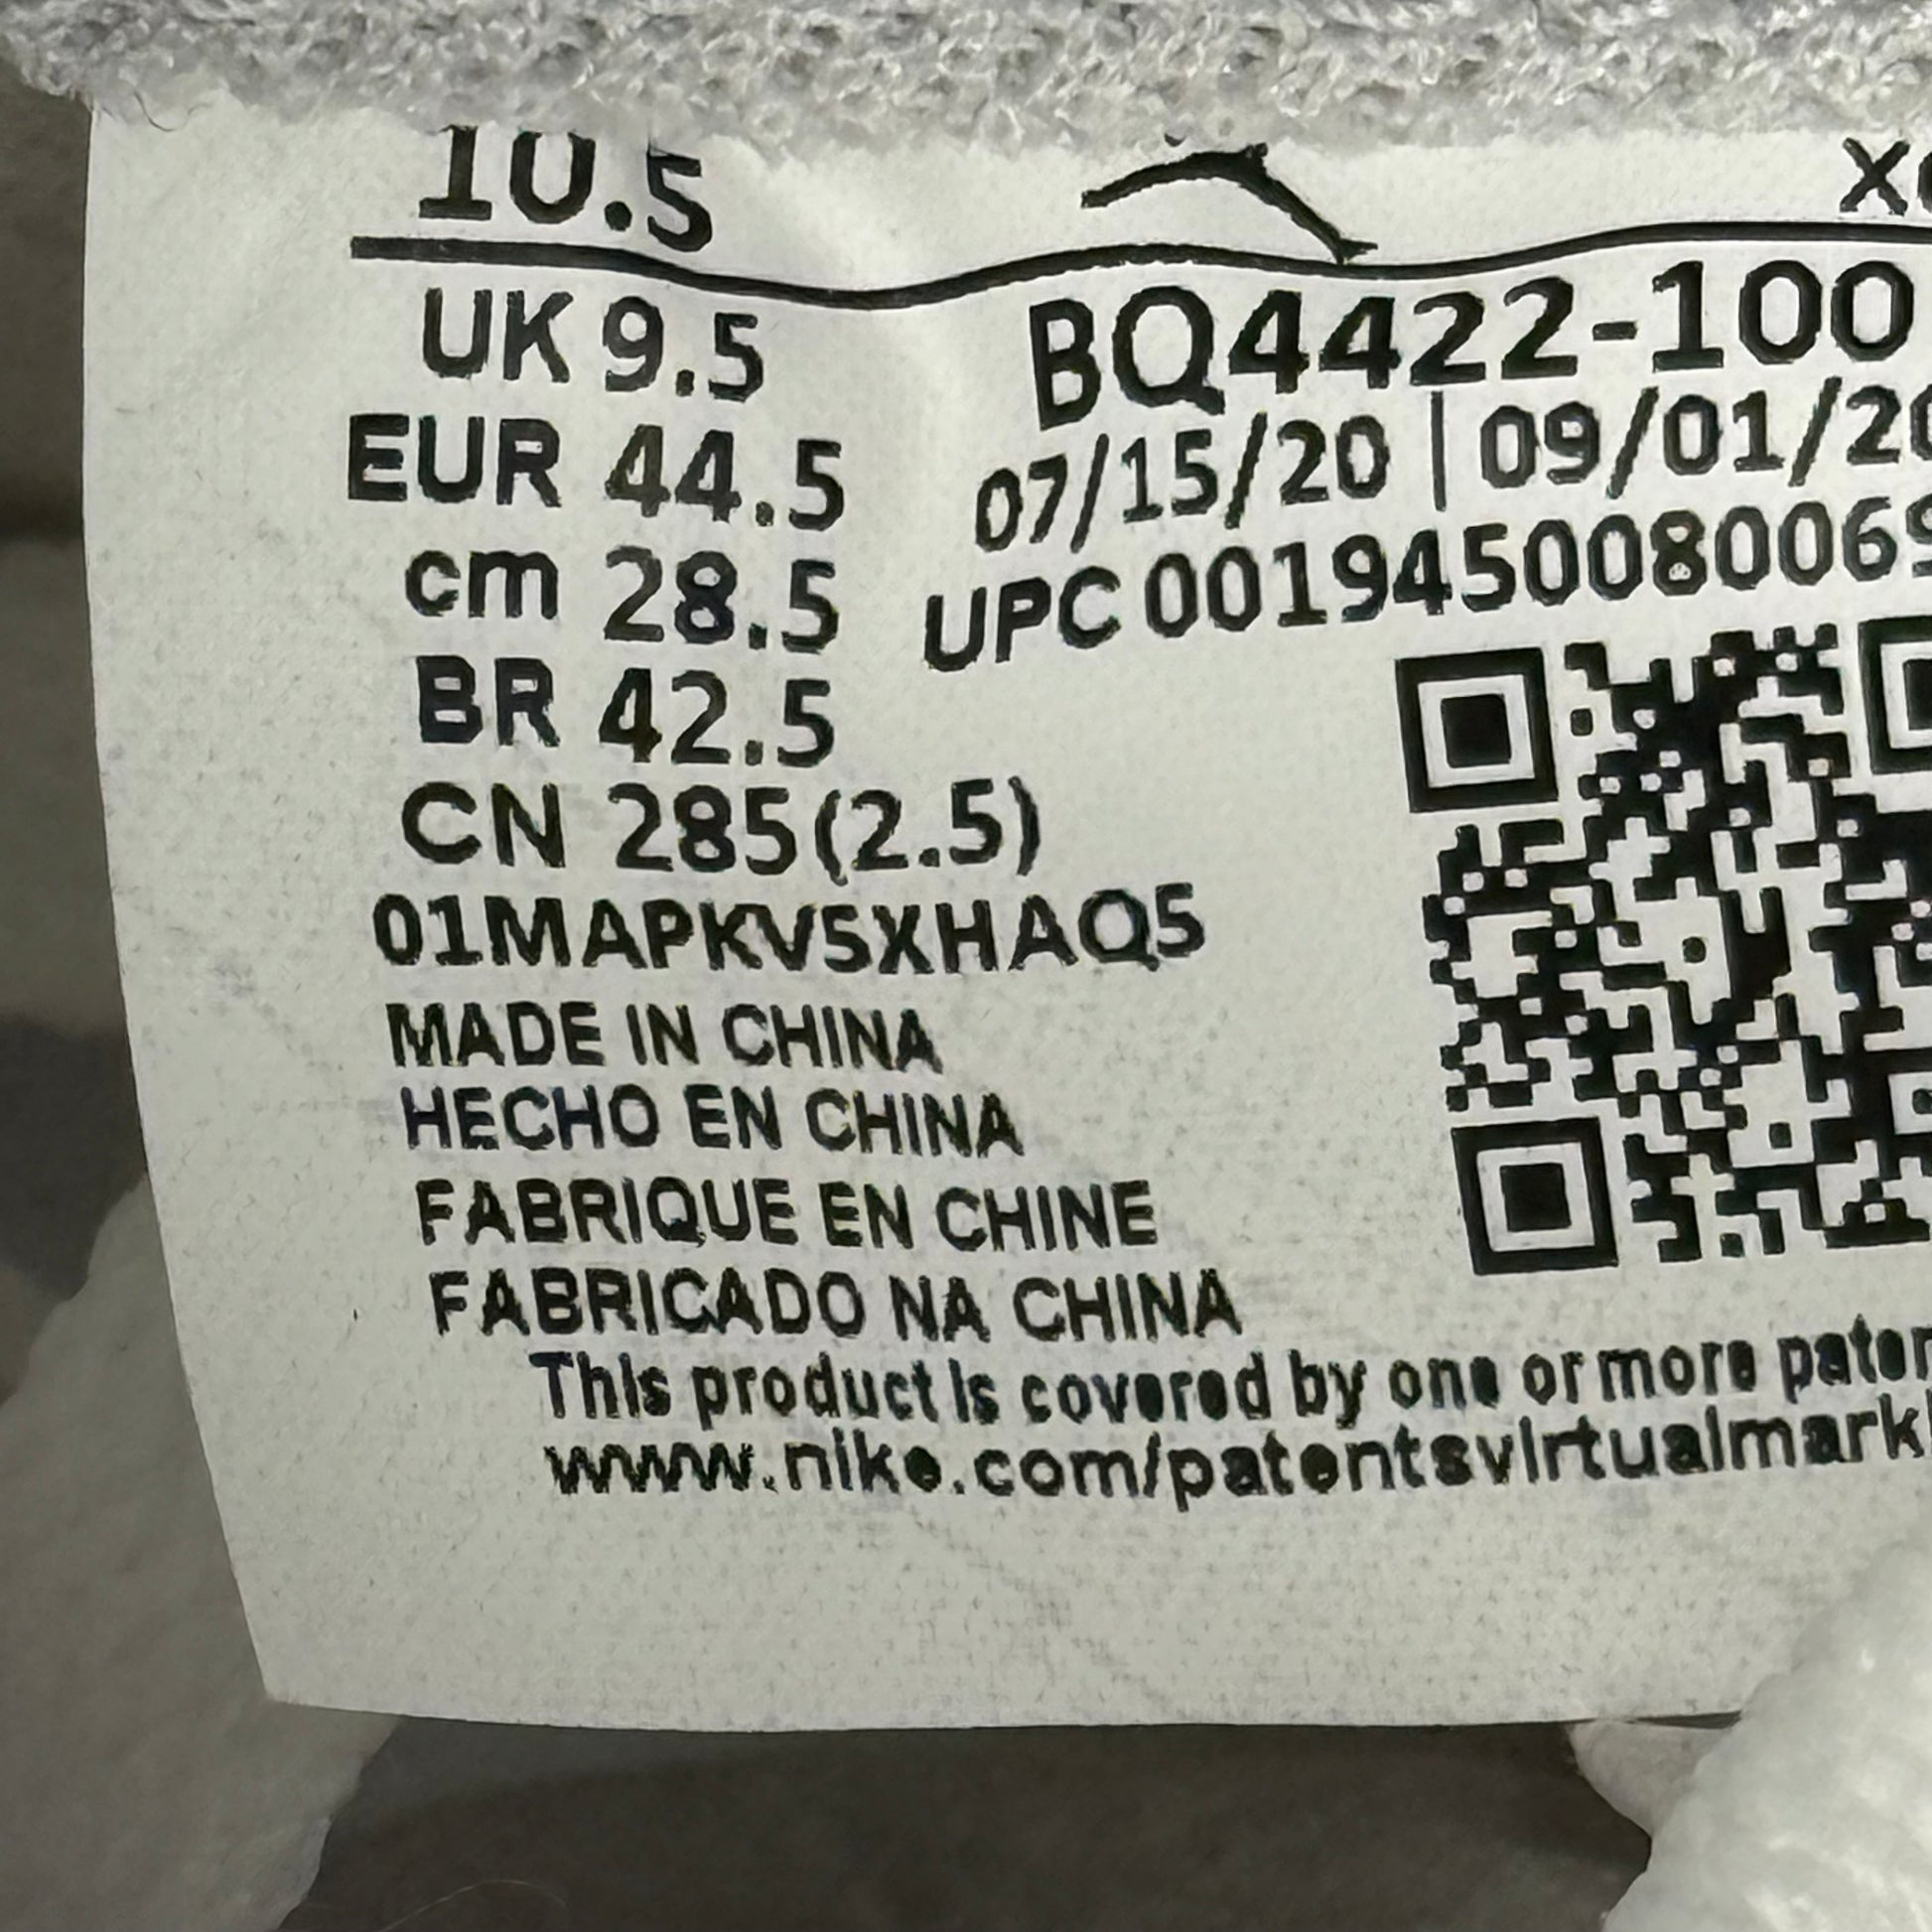 10.5
UK 9.5
EUR 44.5
cm 28.5
BR 42.5
CN 285(2.5)
01MAPKV5XHAQ5
MADE IN CHINA
HECHO EN CHINA
FABRIQUE EN CHINE
FABRICADO NA CHINA
BQ4422-100
07/15/20 | 09/01/20
UPC 0019450080069
This product is covered by one or more
www.nike.com/patentsvirtualmark